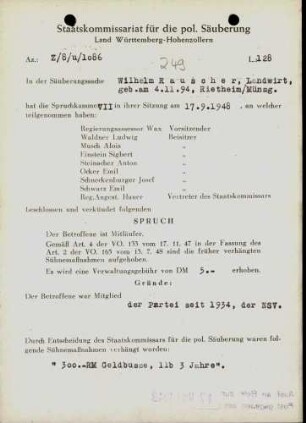 Staatskommissariat für die pol. Säuberung
Land Württemberg-Hohenzollern
Az.: Z/8/u/1086
249
L.128
In der Säuberungssache Wilhelm Rauscher, Landwirt,
geb.am 4.11.94, Rietheim/Münsg.
hat die Spruchkammer VII in ihrer Sitzung am 17.9.1948 , an welcher
teilgenommen haben:
Regierungsassessor Wax Vorsitzender
Waldner Ludwig Beisitzer
Munk Alois "
Einstein Sigbert "
Steinacher Anton "
Osker Emil "
Schneckenburger Josef "
Schwarz Emil "
Reg.Angest. Hauer Vertreter des Staatskommissars
beschlossen und verkündet folgenden
SPRUCH
Der Betroffene ist Mitläufer.
Gemäß Art. 4 der VO. 133 vom 17. 11. 47 in der Fassung des
Art. 2 der VO. 165 vom 13. 7. 48 sind die früher verhängten
Sühnemaßnahmen aufgehoben.
Es wird eine Verwaltungsgebühr von DM 5.-- erhoben.
Gründe:
Der Betroffene war Mitglied
der Partei seit 1934, der NSV.
Durch Entscheidung des Staatskommissars für die pol. Säuberung waren folgende Sühnemaßnahmen verhängt worden:
" 300.-RM Geldbusse, 11b 3 Jahre".